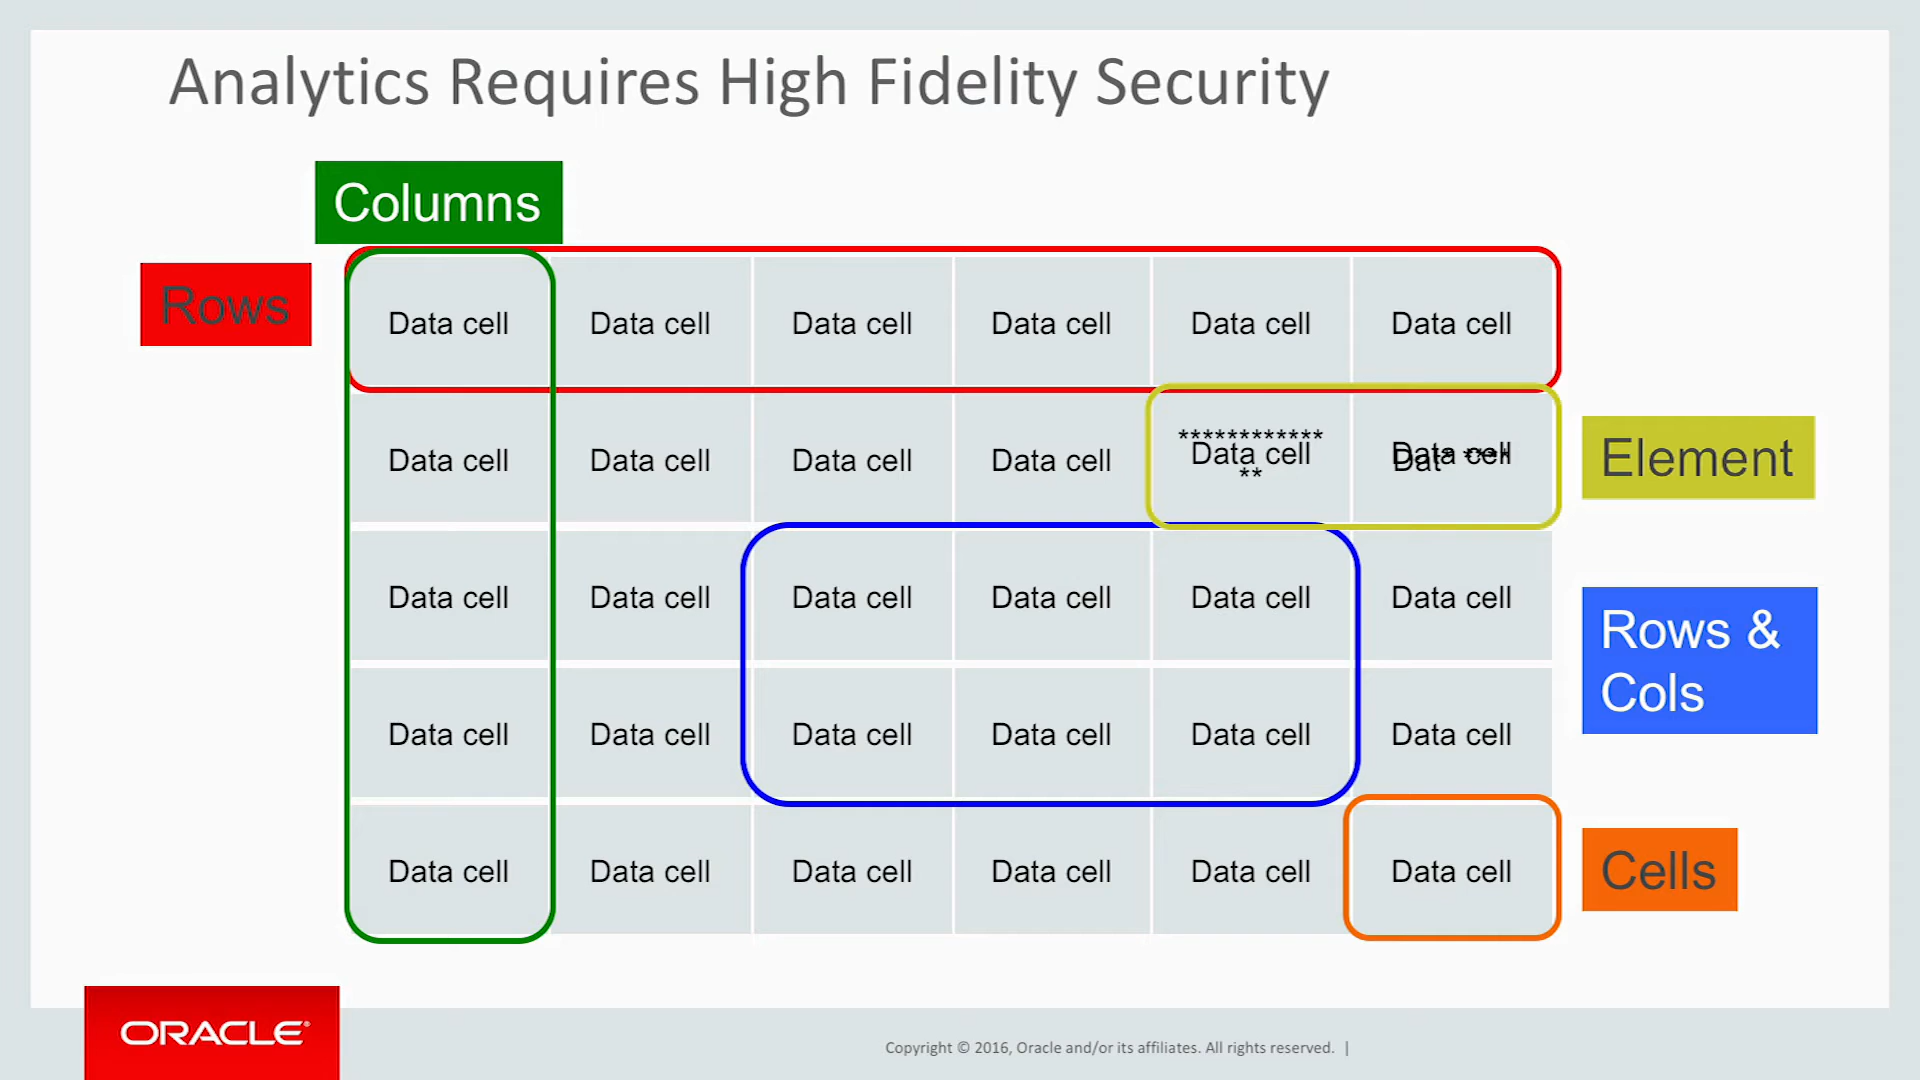 Analytics Requires High Fidelity Security
Columns
Rows
Data cell Data cell Data cell Data cell Data cell Data cell
Data cell Data cell Data cell Data cell ************ Data cell ** Data cell
Element
Data cell Data cell Data cell Data cell Data cell Data cell
Rows &
Cols
Data cell Data cell Data cell Data cell Data cell Data cell
Data cell Data cell Data cell Data cell Data cell Data cell
Cells
ORACLE®
Copyright © 2016, Oracle and/or its affiliates. All rights reserved. |